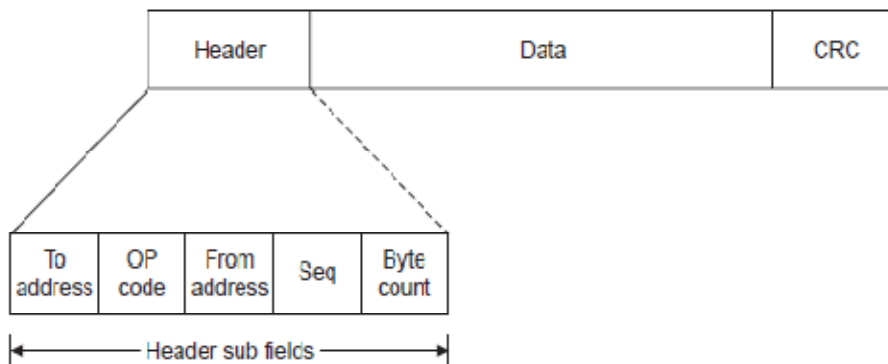 Header Data CRC
To address OP code From address Seq Byte count
Header sub fields